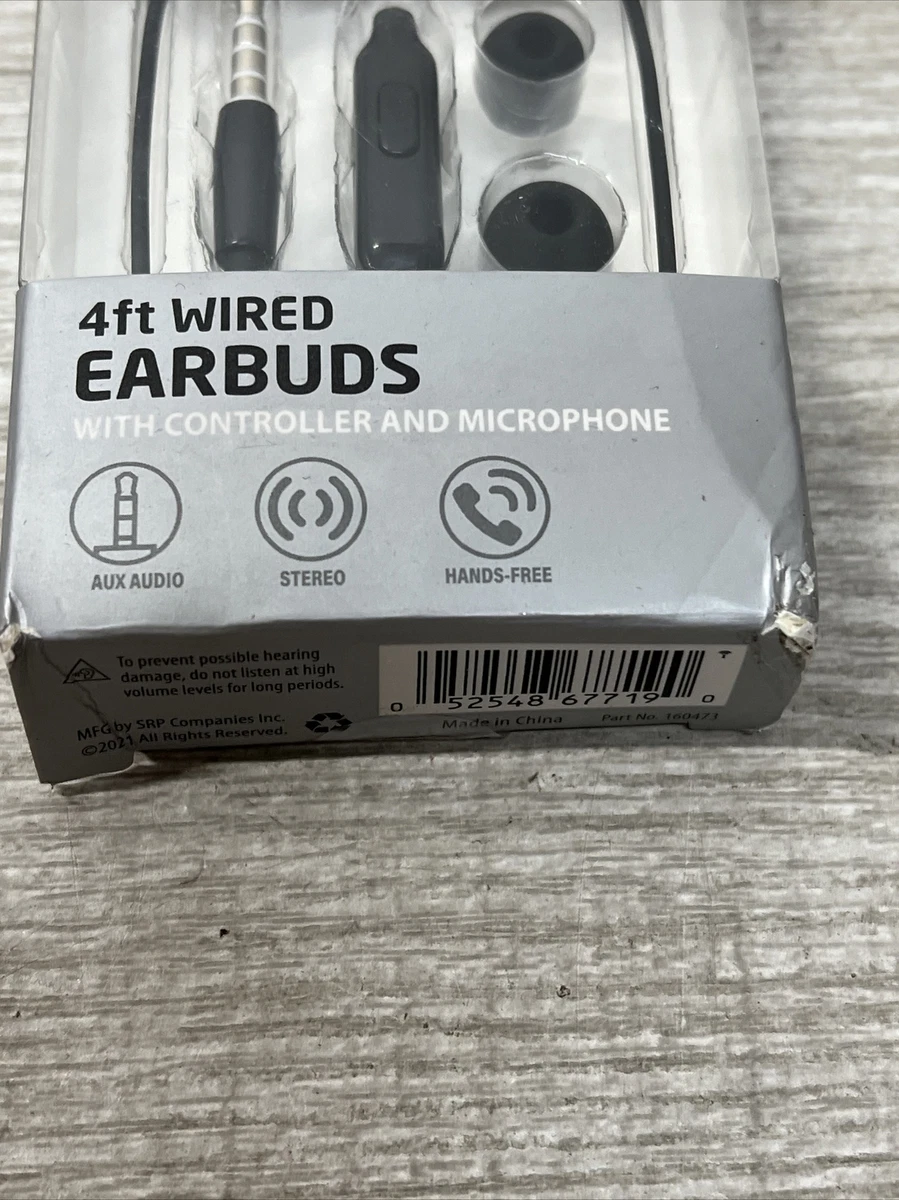 4ft WIRED
EARBUDS
WITH CONTROLLER AND MICROPHONE
AUX AUDIO
STEREO
HANDS-FREE
To prevent possible hearing
damage, do not listen at high
volume levels for long periods.
MFG by SRP Companies Inc.
©2021 All Rights Reserved.
0 52548 67719 0
Made in China
Part No. 160471